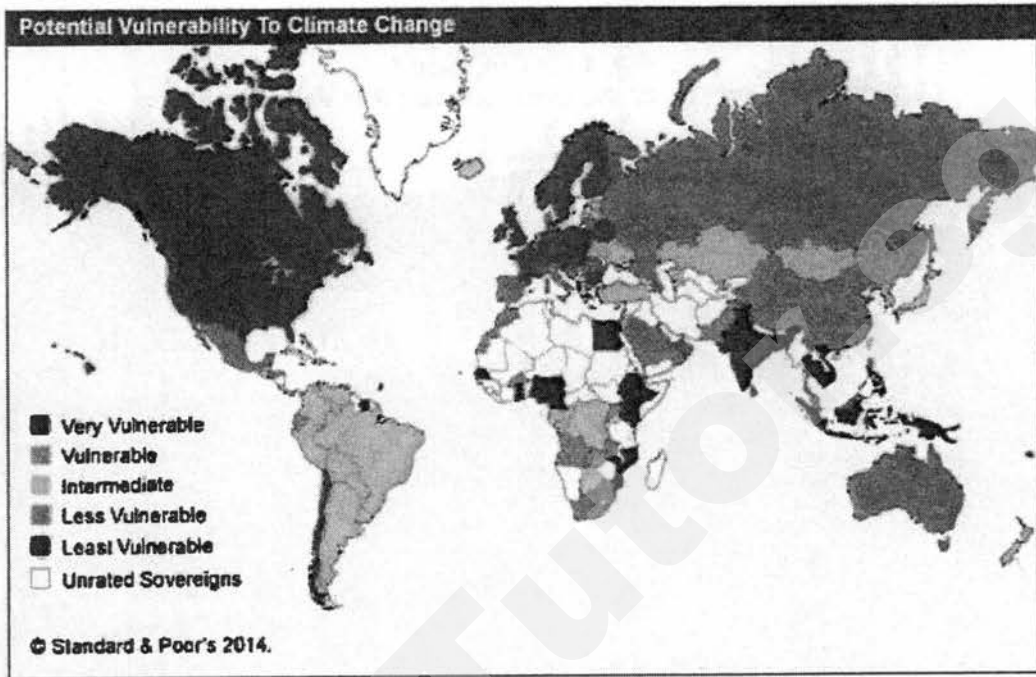 Potential Vulnerability To Climate Change
Very Vulnerable
Vulnerable
Intermediate
Less Vulnerable
Least Vulnerable
Unrated Sovereigns
© Standard & Poor's 2014.